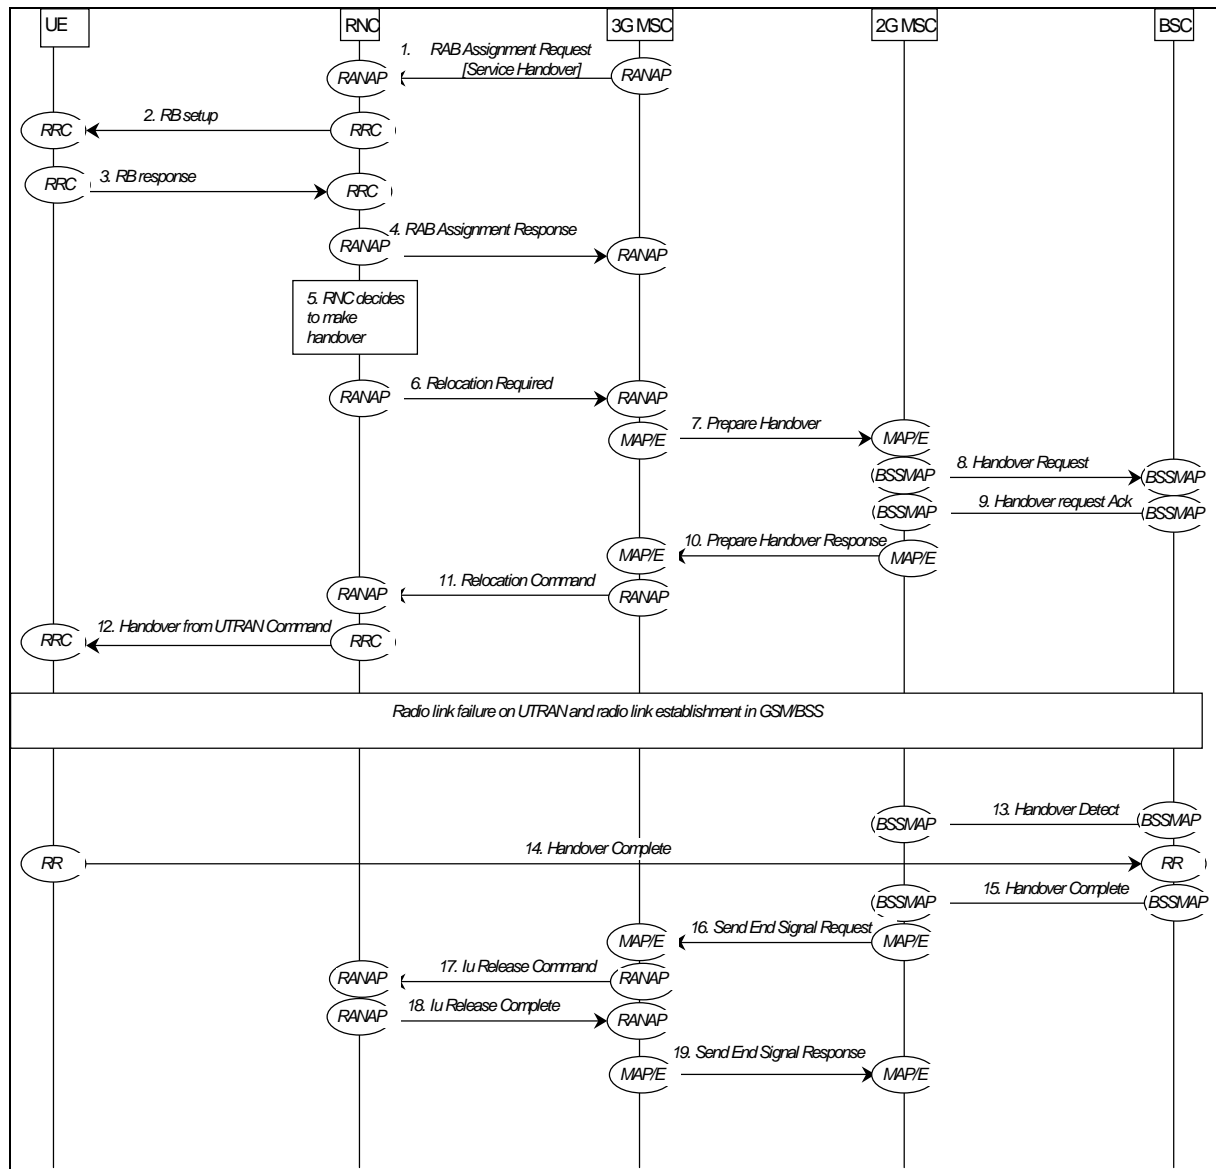 UE RNC 3G MSC 2G MSC BSC
1. RAB Assignment Request
[Service Handover]
RANAP RANAP
2. RB setup
RRC RRC
3. RB response
RRC RRC
4. RAB Assignment Response
RANAP RANAP
5. RNC decides
to make
handover
6. Relocation Required
RANAP RANAP
7. Prepare Handover
MAP/E MAP/E
8. Handover Request
BSSMAP BSSMAP
9. Handover request Ack
BSSMAP BSSMAP
10. Prepare Handover Response
MAP/E MAP/E
11. Relocation Command
RANAP RANAP
12. Handover from UTRAN Command
RRC RRC
Radio link failure on UTRAN and radio link establishment in GSM/BSS
13. Handover Detect
BSSMAP BSSMAP
14. Handover Complete
RR RR
15. Handover Complete
BSSMAP BSSMAP
16. Send End Signal Request
MAP/E MAP/E
17. Iu Release Command
RANAP RANAP
18. Iu Release Complete
RANAP RANAP
19. Send End Signal Response
MAP/E MAP/E